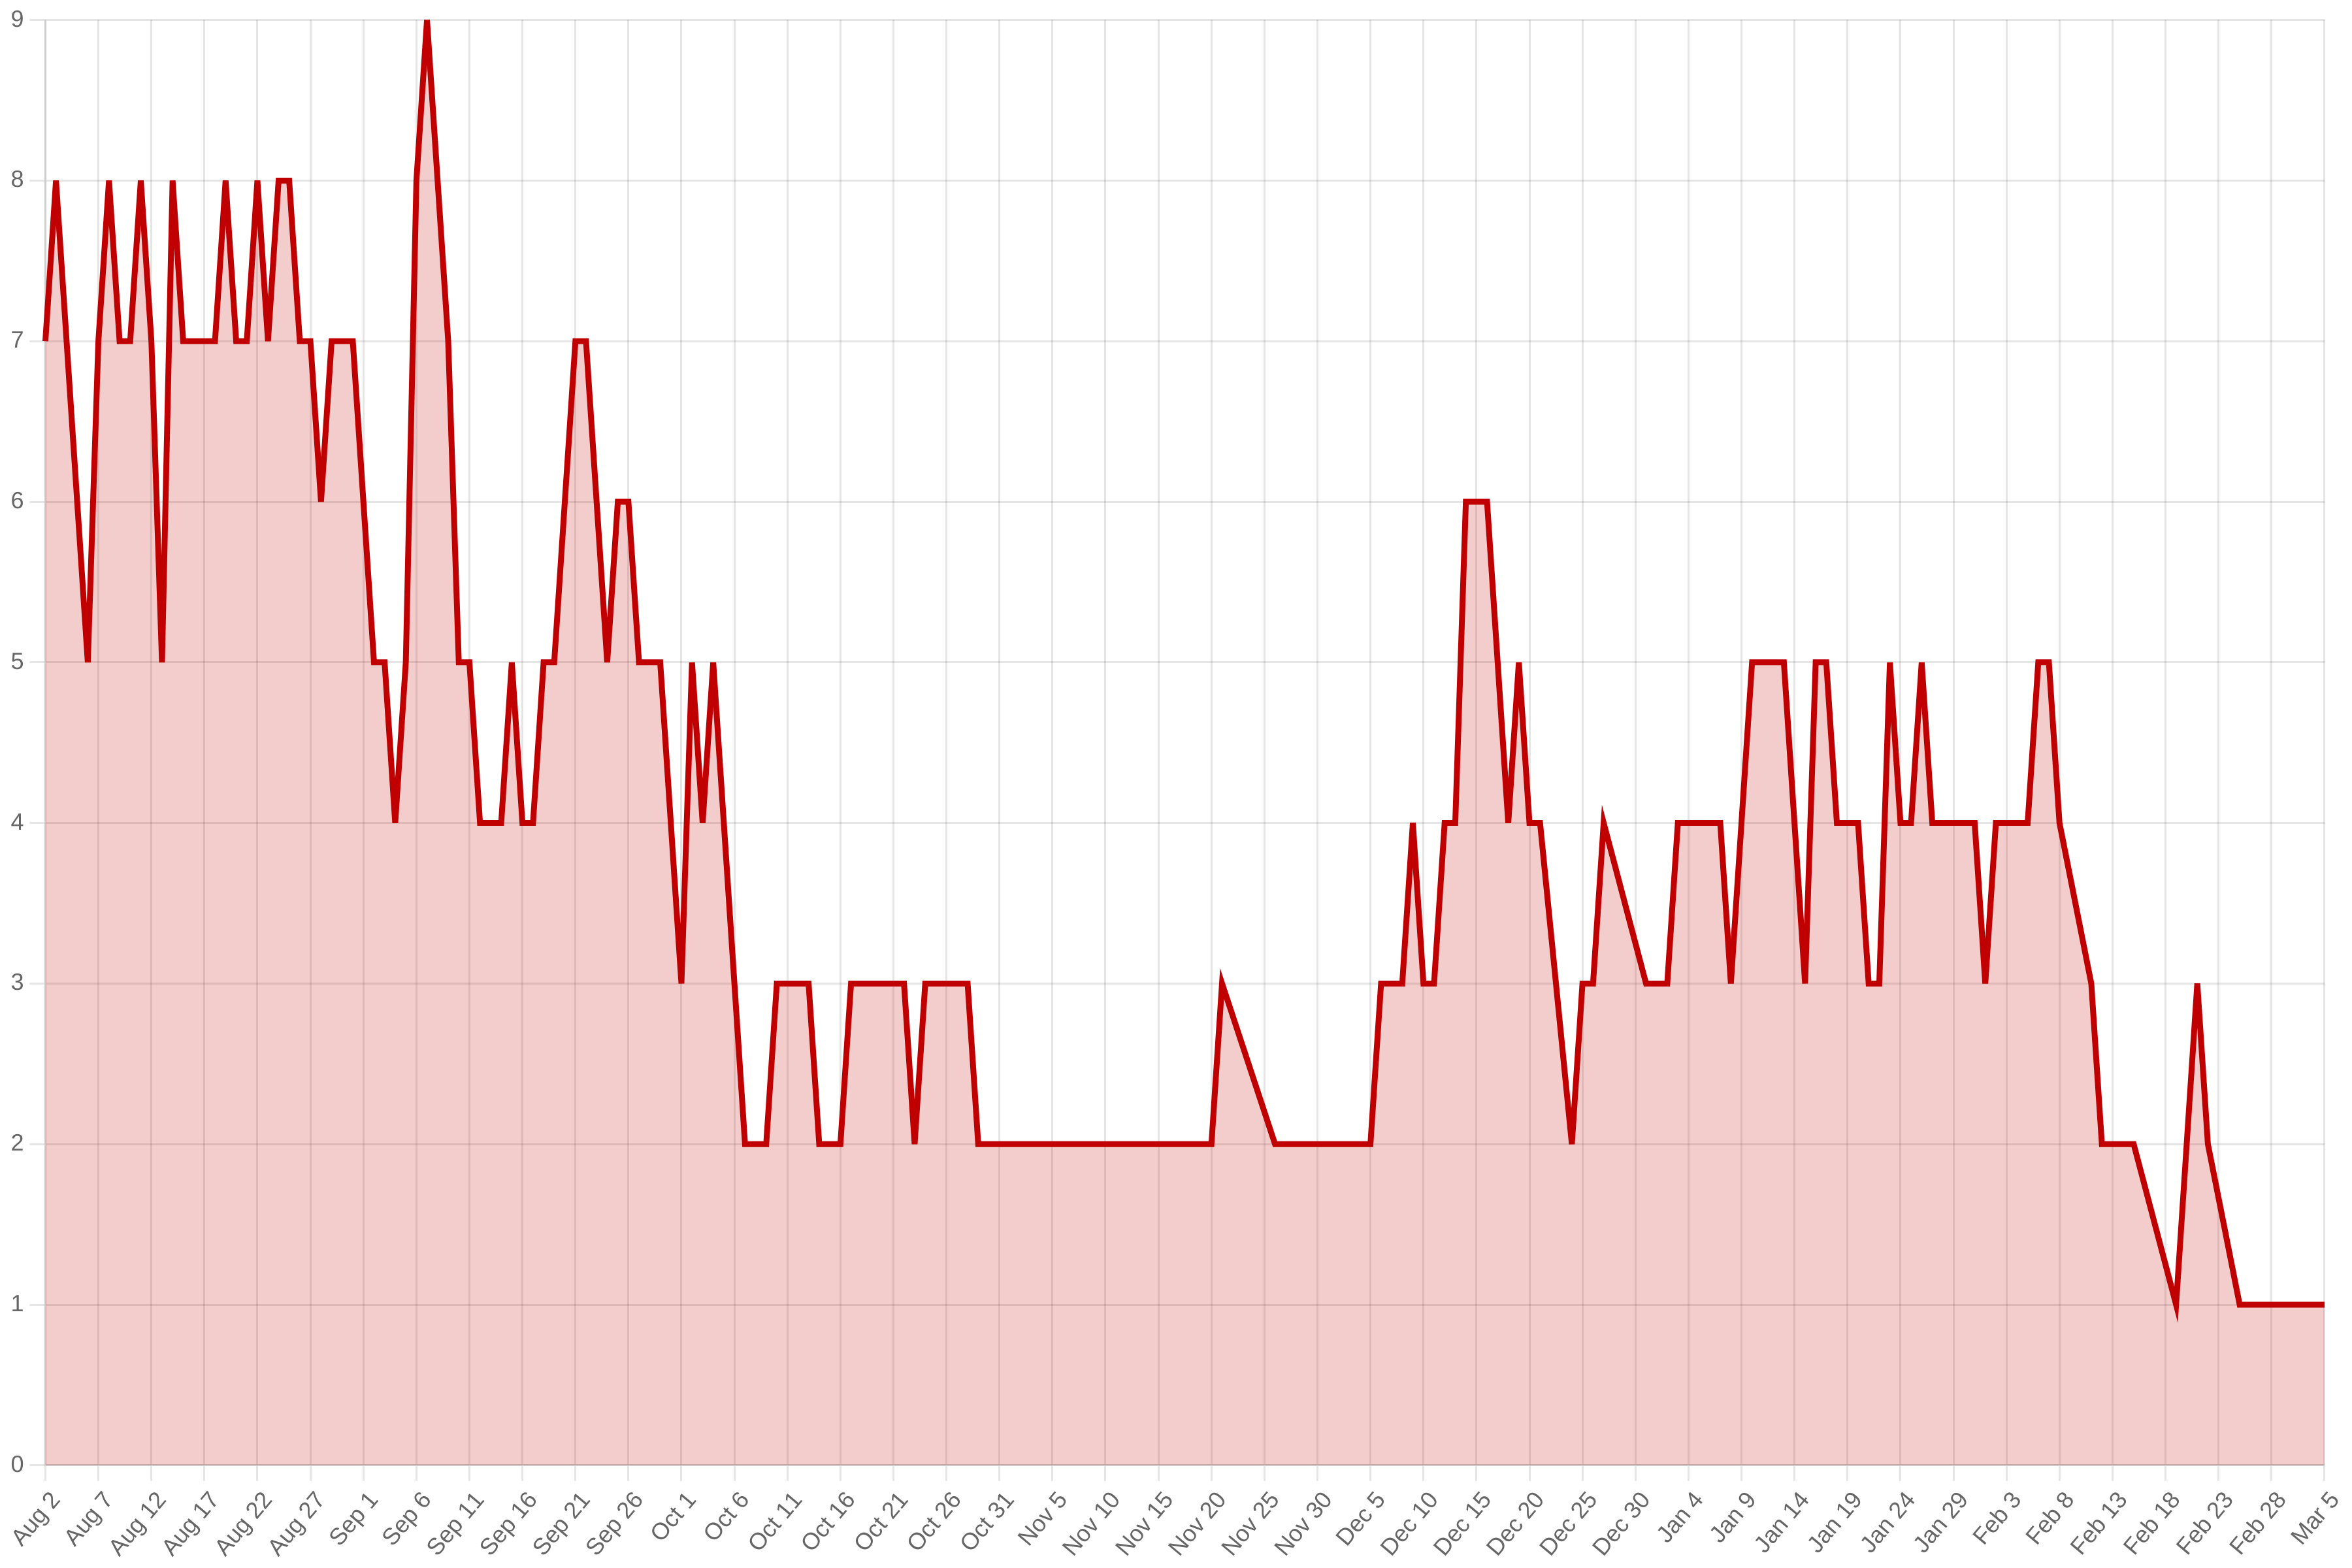 9
8
7
6
5
4
3
2
1
0
Aug 2
Aug 7
Aug 12
Aug 17
Aug 22
Aug 27
Sep 1
Sep 6
Sep 11
Sep 16
Sep 21
Sep 26
Oct 1
Oct 6
Oct 11
Oct 16
Oct 21
Oct 26
Oct 31
Nov 5
Nov 10
Nov 15
Nov 20
Nov 25
Nov 30
Dec 5
Dec 10
Dec 15
Dec 20
Dec 25
Dec 30
Jan 4
Jan 9
Jan 14
Jan 19
Jan 24
Jan 29
Feb 3
Feb 8
Feb 13
Feb 18
Feb 23
Feb 28
Mar 5